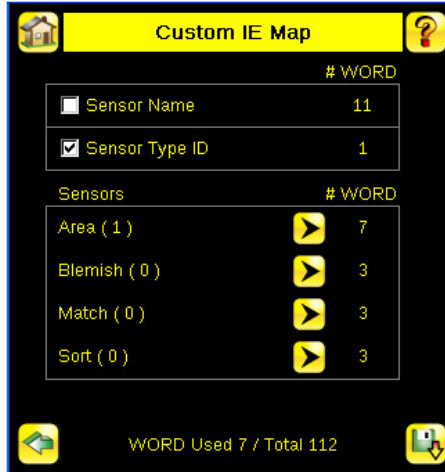 Custom IE Map
?
# WORD
Sensor Name 11
Sensor Type ID 1
Sensors # WORD
Area ( 1 ) 7
Blemish ( 0 ) 3
Match ( 0 ) 3
Sort ( 0 ) 3
WORD Used 7 / Total 112